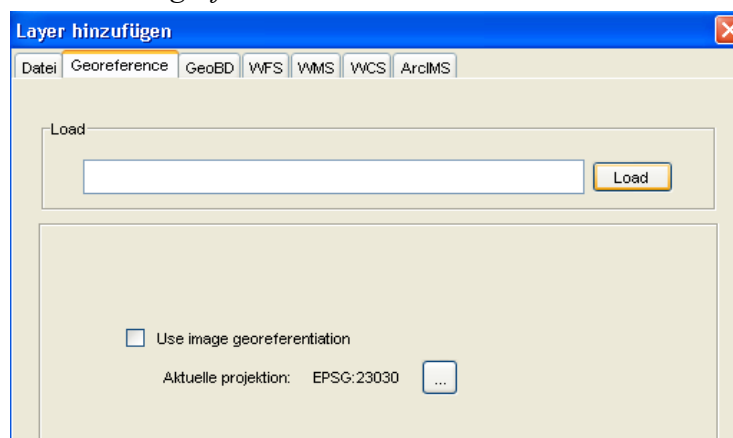 Layer hinzufügen
Datei Georeference GeoBD WFS WMS WCS ArcIMS
Load
Load
Use image georeferentiation
Aktuelle projektion: EPSG:23030 ...